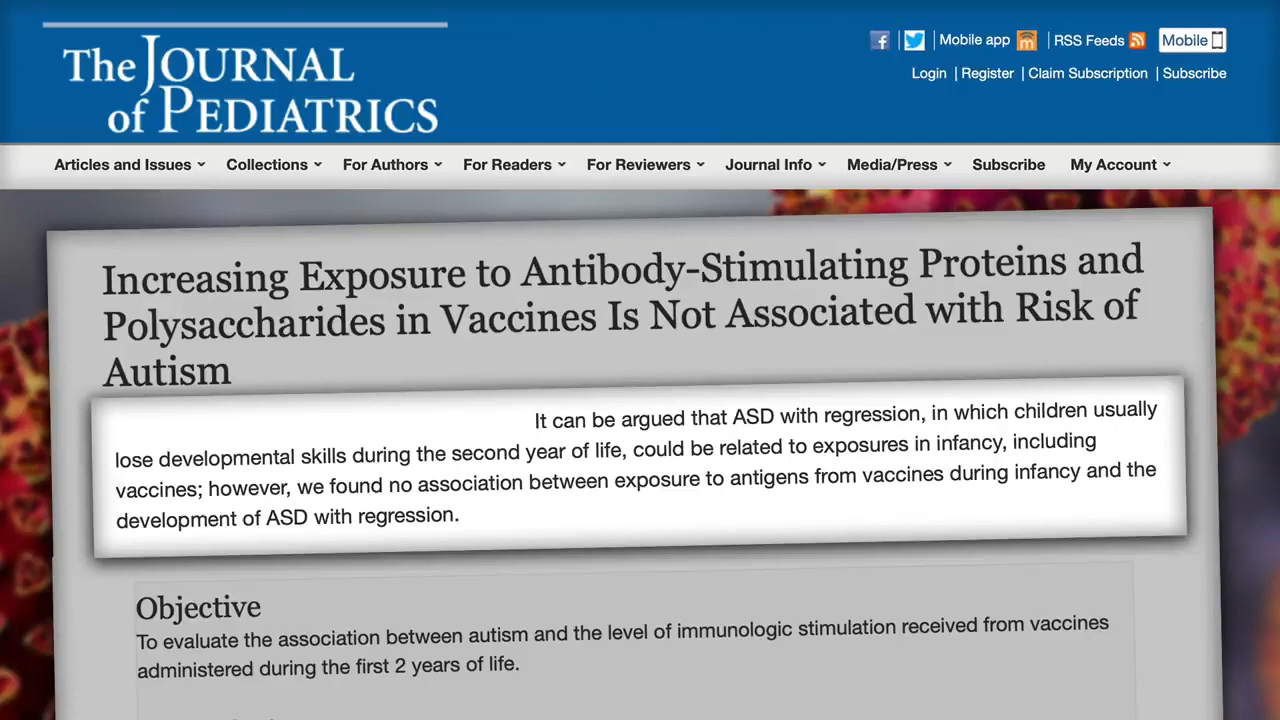 The JOURNAL
of PEDIATRICS
Mobile app
RSS Feeds
Mobile
Login | Register | Claim Subscription | Subscribe
Articles and Issues
Collections
For Authors
For Readers
For Reviewers
Journal Info
Media/Press
Subscribe
My Account
Increasing Exposure to Antibody-Stimulating Proteins and
Polysaccharides in Vaccines Is Not Associated with Risk of
Autism
It can be argued that ASD with regression, in which children usually
lose developmental skills during the second year of life, could be related to exposures in infancy, including
vaccines; however, we found no association between exposure to antigens from vaccines during infancy and the
development of ASD with regression.
Objective
To evaluate the association between autism and the level of immunologic stimulation received from vaccines
administered during the first 2 years of life.